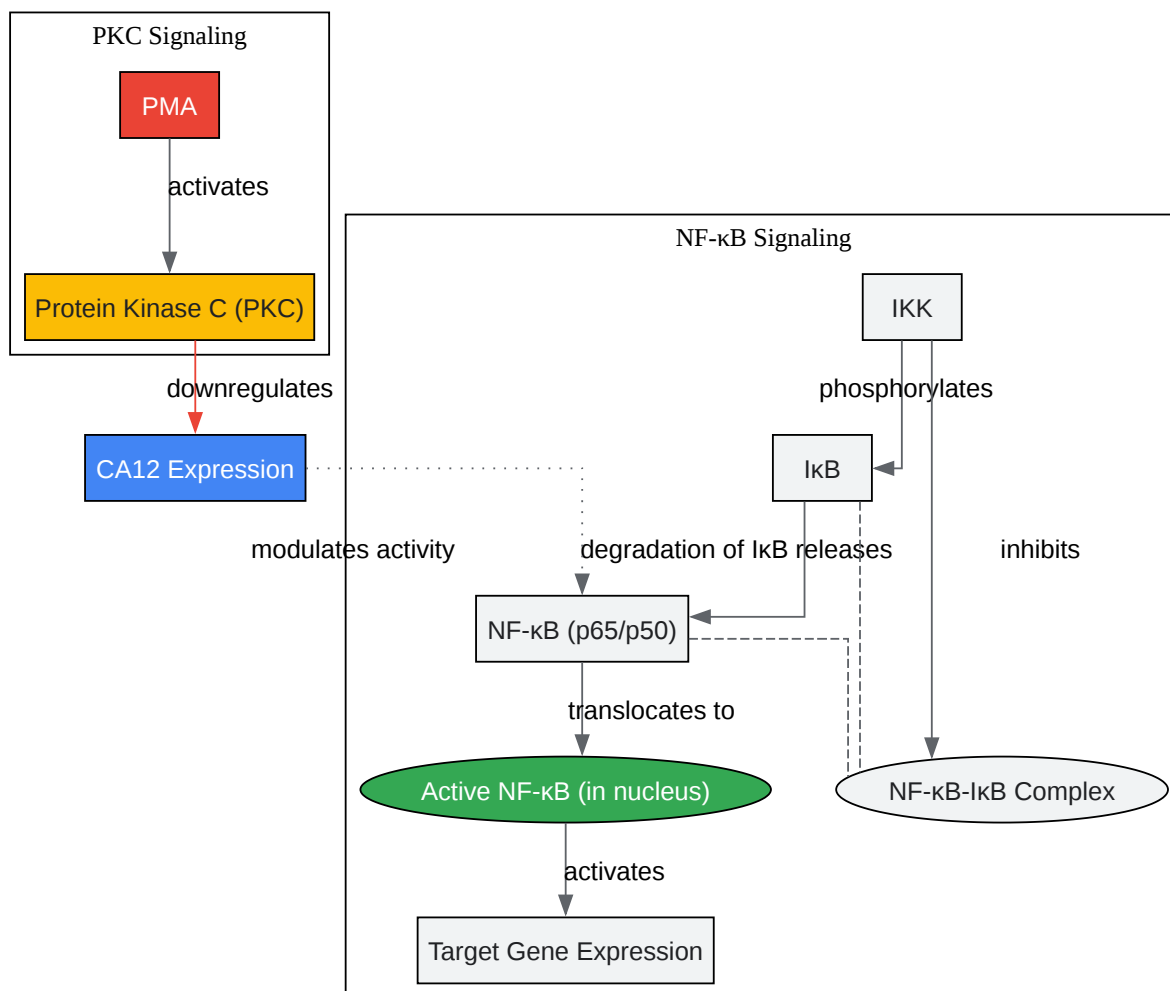 PKC Signaling
PMA
activates
NF-κB Signaling
Protein Kinase C (PKC)
IKK
downregulates
phosphorylates
CA12 Expression
IκB
modulates activity
degradation of IκB releases
inhibits
NF-κB (p65/p50)
translocates to
Active NF-κB (in nucleus)
NF-κB-IκB Complex
activates
Target Gene Expression